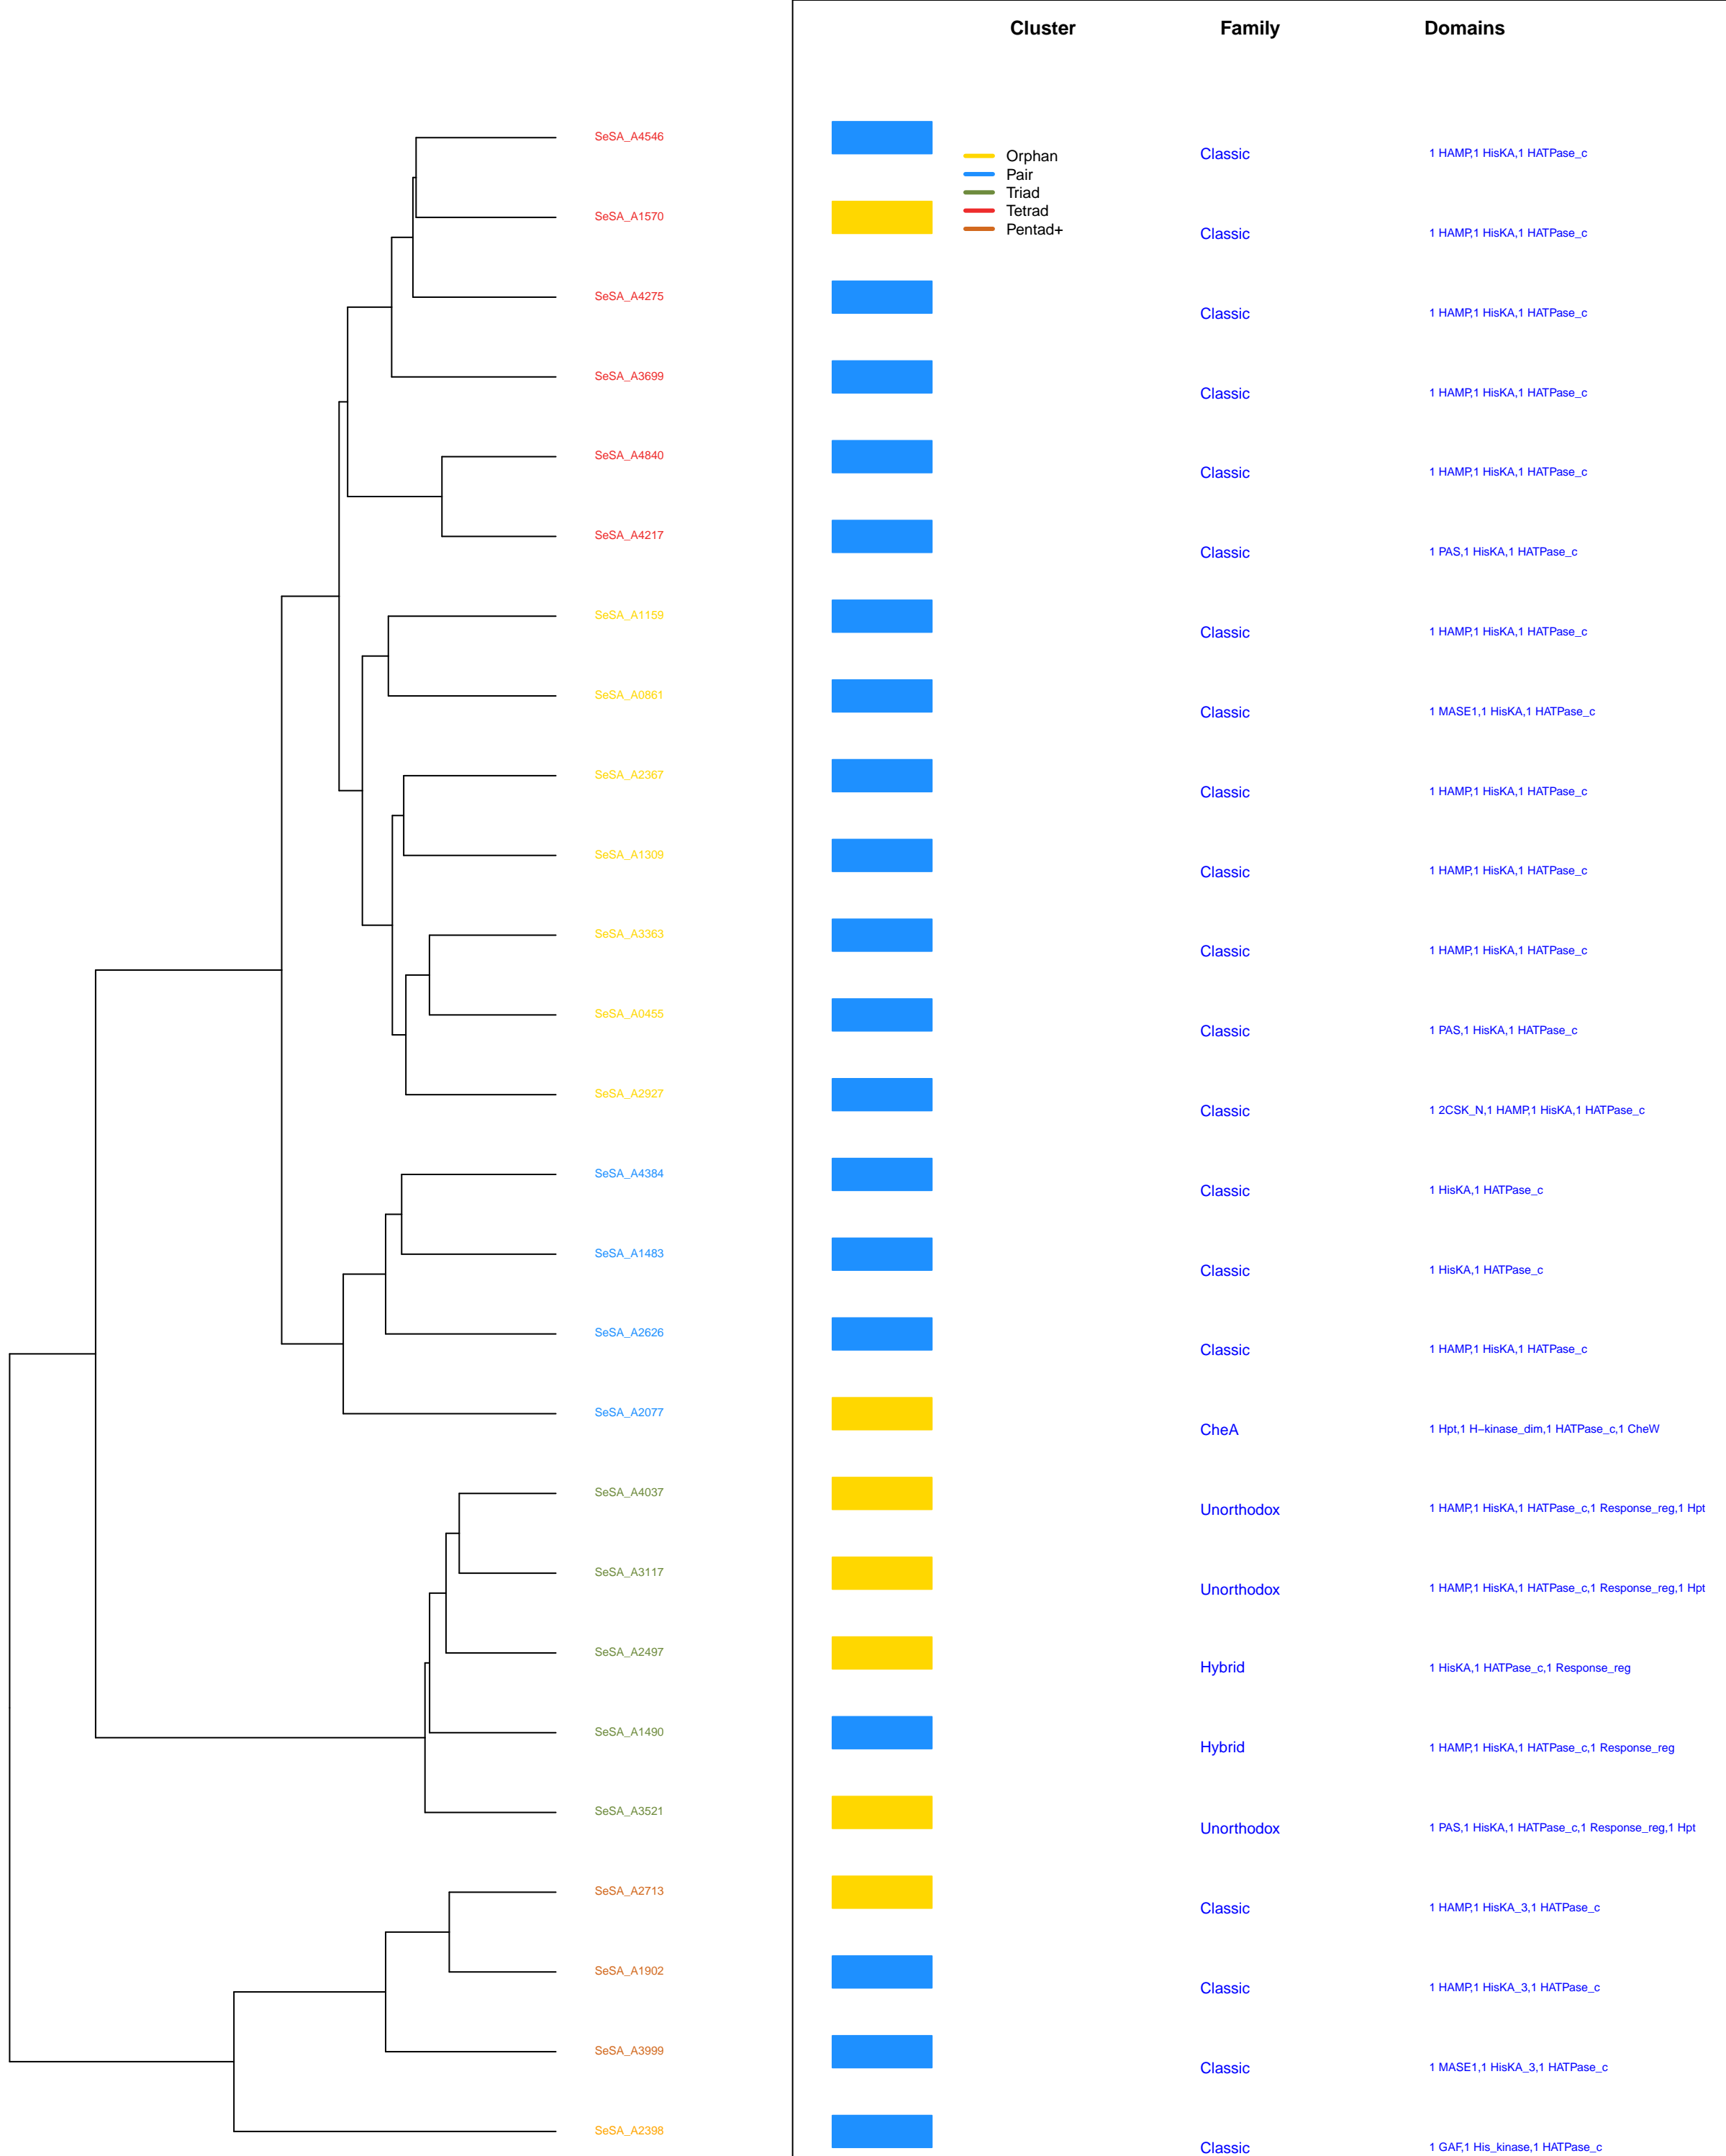 Cluster Family Domains
SeSA_A4546
Orphan
Pair
Triad
Tetrad
Pentad+
Classic 1 HAMP,1 HisKA,1 HATPase_c
SeSA_A1570
Classic 1 HAMP,1 HisKA,1 HATPase_c
SeSA_A4275
Classic 1 HAMP,1 HisKA,1 HATPase_c
SeSA_A3699
Classic 1 HAMP,1 HisKA,1 HATPase_c
SeSA_A4840
Classic 1 HAMP,1 HisKA,1 HATPase_c
SeSA_A4217
Classic 1 PAS,1 HisKA,1 HATPase_c
SeSA_A1159
Classic 1 HAMP,1 HisKA,1 HATPase_c
SeSA_A0861
Classic 1 MASE1,1 HisKA,1 HATPase_c
SeSA_A2367
Classic 1 HAMP,1 HisKA,1 HATPase_c
SeSA_A1309
Classic 1 HAMP,1 HisKA,1 HATPase_c
SeSA_A3363
Classic 1 HAMP,1 HisKA,1 HATPase_c
SeSA_A0455
Classic 1 PAS,1 HisKA,1 HATPase_c
SeSA_A2927
Classic 1 2CSK_N,1 HAMP,1 HisKA,1 HATPase_c
SeSA_A4384
Classic 1 HisKA,1 HATPase_c
SeSA_A1483
Classic 1 HisKA,1 HATPase_c
SeSA_A2626
Classic 1 HAMP,1 HisKA,1 HATPase_c
SeSA_A2077
CheA 1 Hpt,1 H−kinase_dim,1 HATPase_c,1 CheW
SeSA_A4037
Unorthodox 1 HAMP,1 HisKA,1 HATPase_c,1 Response_reg,1 Hpt
SeSA_A3117
Unorthodox 1 HAMP,1 HisKA,1 HATPase_c,1 Response_reg,1 Hpt
SeSA_A2497
Hybrid 1 HisKA,1 HATPase_c,1 Response_reg
SeSA_A1490
Hybrid 1 HAMP,1 HisKA,1 HATPase_c,1 Response_reg
SeSA_A3521
Unorthodox 1 PAS,1 HisKA,1 HATPase_c,1 Response_reg,1 Hpt
SeSA_A2713
Classic 1 HAMP,1 HisKA_3,1 HATPase_c
SeSA_A1902
Classic 1 HAMP,1 HisKA_3,1 HATPase_c
SeSA_A3999
Classic 1 MASE1,1 HisKA_3,1 HATPase_c
SeSA_A2398
Classic 1 GAF,1 His_kinase,1 HATPase_c